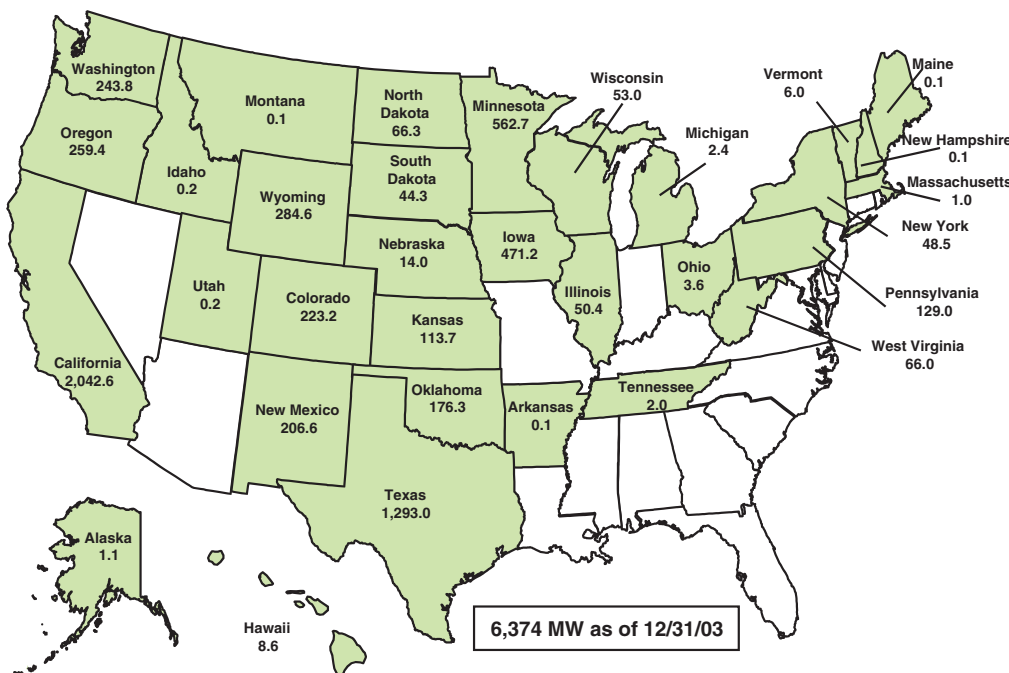 Washington
243.8
Oregon
259.4
Idaho
0.2
Montana
0.1
North
Dakota
66.3
Minnesota
562.7
Wisconsin
53.0
Michigan
2.4
Vermont
6.0
Maine
0.1
New Hampshire
0.1
Massachusetts
1.0
New York
48.5
Pennsylvania
129.0
West Virginia
66.0
South
Dakota
44.3
Wyoming
284.6
Nebraska
14.0
Iowa
471.2
Illinois
50.4
Ohio
3.6
Utah
0.2
Colorado
223.2
Kansas
113.7
California
2,042.6
New Mexico
206.6
Oklahoma
176.3
Arkansas
0.1
Tennessee
2.0
Texas
1,293.0
Alaska
1.1
Hawaii
8.6
6,374 MW as of 12/31/03